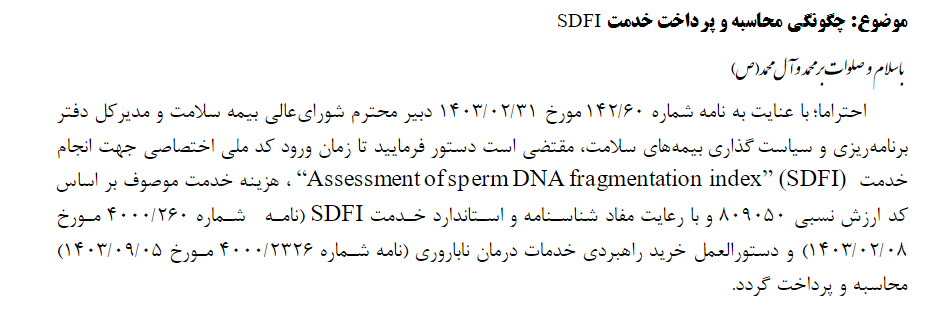 موضوع: چگونگی محاسبه و پرداخت خدمت SDFI
باسلام و صلوات بر محمد و آل محمد(ص)
احتراما؛ با عنایت به نامه شماره ۱۴۲/۶۰ مورخ ۱۴۰۳/۰۲/۳۱ دبیر محترم شورای‌عالی بیمه سلامت و مدیرکل دفتر
برنامه‌ریزی و سیاست گذاری بیمه‌های سلامت، مقتضی است دستور فرمایید تا زمان ورود کد ملی اختصاصی جهت انجام
خدمت “Assessment of sperm DNA fragmentation index” (SDFI) ، هزینه خدمت موصوف بر اساس
کد ارزش نسبی ۸۰۹۰۵۰ و با رعایت مفاد شناسنامه و استاندارد خدمت SDFI (نامه شماره ۴۰۰۰/۲۶۰ مورخ
۱۴۰۳/۰۲/۰۸) و دستورالعمل خرید راهبردی خدمات درمان ناباروری (نامه شماره ۴۰۰۰/۲۳۲۶ مورخ ۱۴۰۳/۰۹/۰۵)
محاسبه و پرداخت گردد.